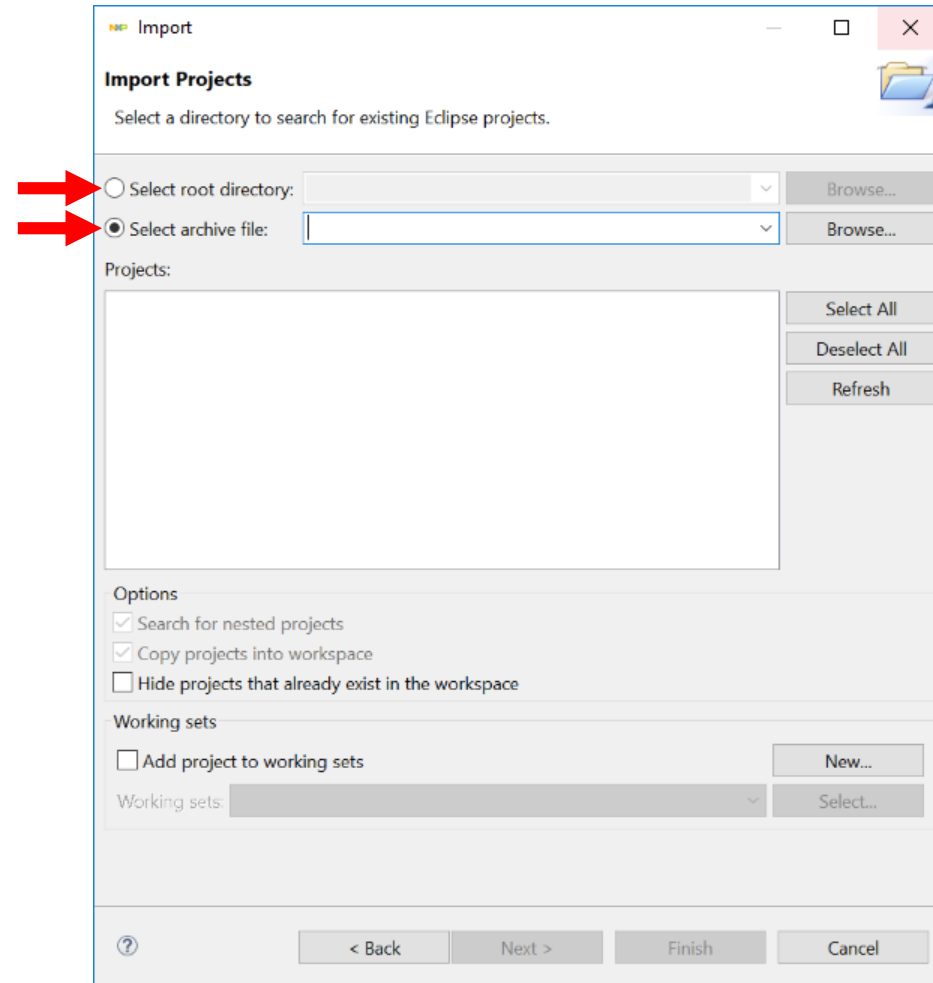 NXP Import
Import Projects
Select a directory to search for existing Eclipse projects.
Select root directory: Browse...
Select archive file: Browse...
Projects:
Select All
Deselect All
Refresh
Options
Search for nested projects
Copy projects into workspace
Hide projects that already exist in the workspace
Working sets
Add project to working sets New...
Working sets: Select...
? < Back Next > Finish Cancel